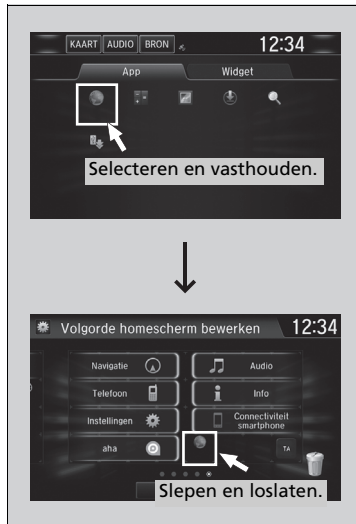 KAART AUDIO BRON 12:34
App Widget
Selecteren en vasthouden.
Volgorde homescherm bewerken 12:34
Navigatie Audio
Telefoon Info
Instellingen Connectiviteit
smartphone
aha TA
Slepen en loslaten.